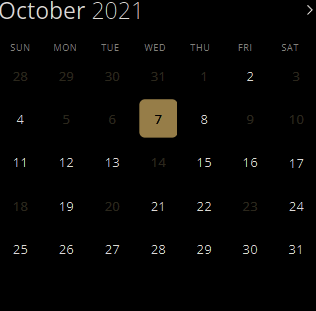 October 2021
SUN MON TUE WED THU FRI SAT
28 29 30 31 1 2 3
4 5 6 7 8 9 10
11 12 13 14 15 16 17
18 19 20 21 22 23 24
25 26 27 28 29 30 31